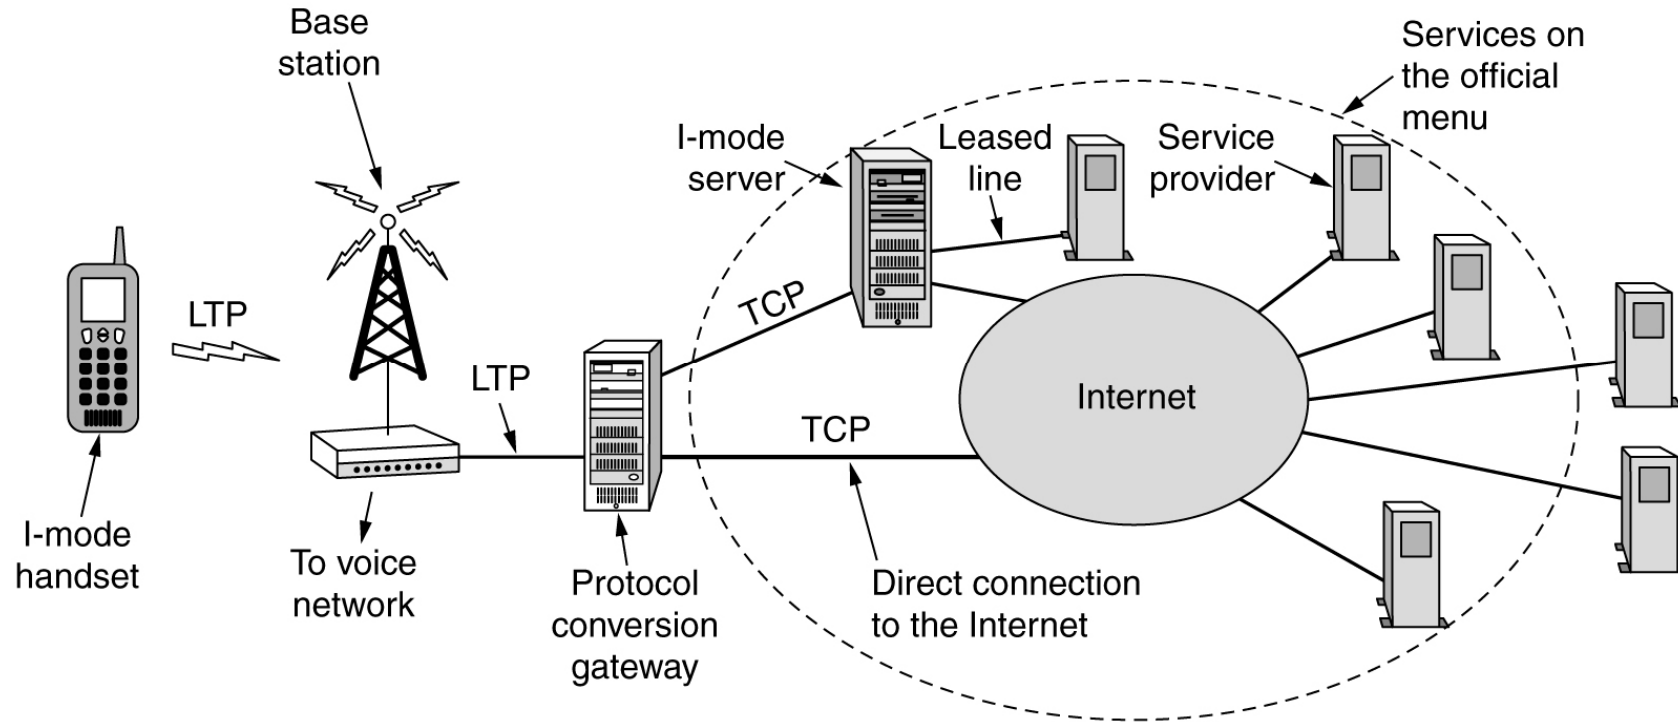 Base
station
Services on
the official
menu
I-mode
server
Leased
line
Service
provider
LTP
TCP
LTP
Internet
TCP
I-mode
handset
To voice
network
Protocol
conversion
gateway
Direct connection
to the Internet